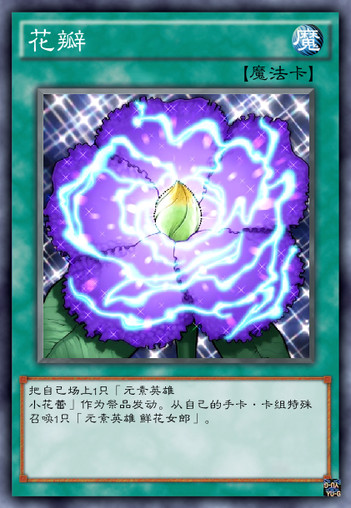 花瓣
魔
【魔法卡】
把自己场上1只「元素英雄
小花蕾」作为祭品发动。从自己的手卡·卡组特殊
召唤1只「元素英雄 鲜花女郎」。